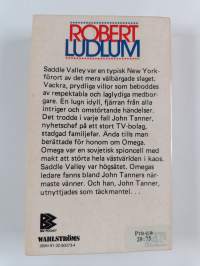 ROBERT
LUDLUM
Saddle Valley var en typisk New York-
förort av det mera välbärgade slaget.
Vackra, prydliga villor som beboddes
av respektabla och laglydiga medbor-
gare. En lugn idyll, fjärran från alla
intriger och omstörtande händelser.
Det trodde i varje fall John Tanner,
nyhetschef på ett stort TV-bolag,
stadgad familjefar. Ända tills man
berättade för honom om Omega.
Omega var en sovjetisk spioncell med
makt att störta hela västvärlden i kaos.
Saddle Valley var högsätet. Omegas
ledare fanns bland John Tanners när-
maste vänner. Och han, John Tanner,
utnyttjades som täckmantel. . .
WAHLSTRÖMS